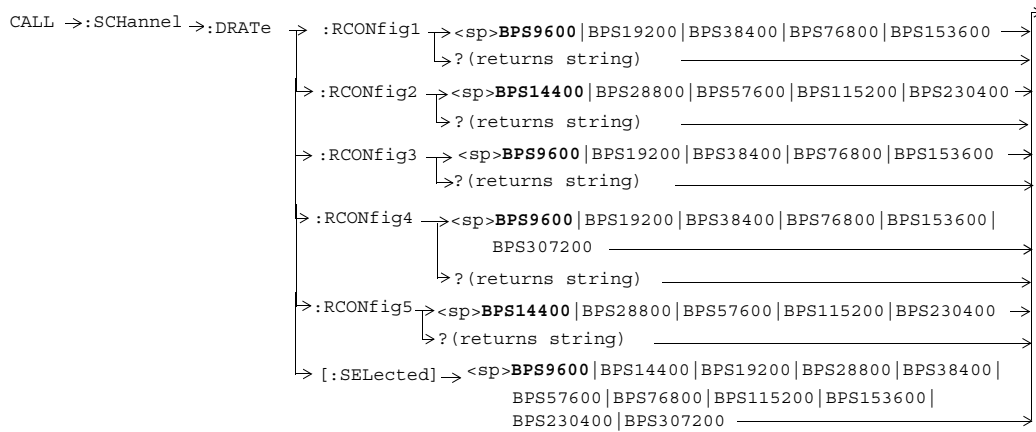 CALL :SCHannel :DRATe :RCONfig1 <sp>BPS9600|BPS19200|BPS38400|BPS76800|BPS153600
?(returns string)
:RCONfig2 <sp>BPS14400|BPS28800|BPS57600|BPS115200|BPS230400
?(returns string)
:RCONfig3 <sp>BPS9600|BPS19200|BPS38400|BPS76800|BPS153600
?(returns string)
:RCONfig4 <sp>BPS9600|BPS19200|BPS38400|BPS76800|BPS153600|
BPS307200
?(returns string)
:RCONfig5 <sp>BPS14400|BPS28800|BPS57600|BPS115200|BPS230400
?(returns string)
[:SELected] <sp>BPS9600|BPS14400|BPS19200|BPS28800|BPS38400|
BPS57600|BPS76800|BPS115200|BPS153600|
BPS230400|BPS307200